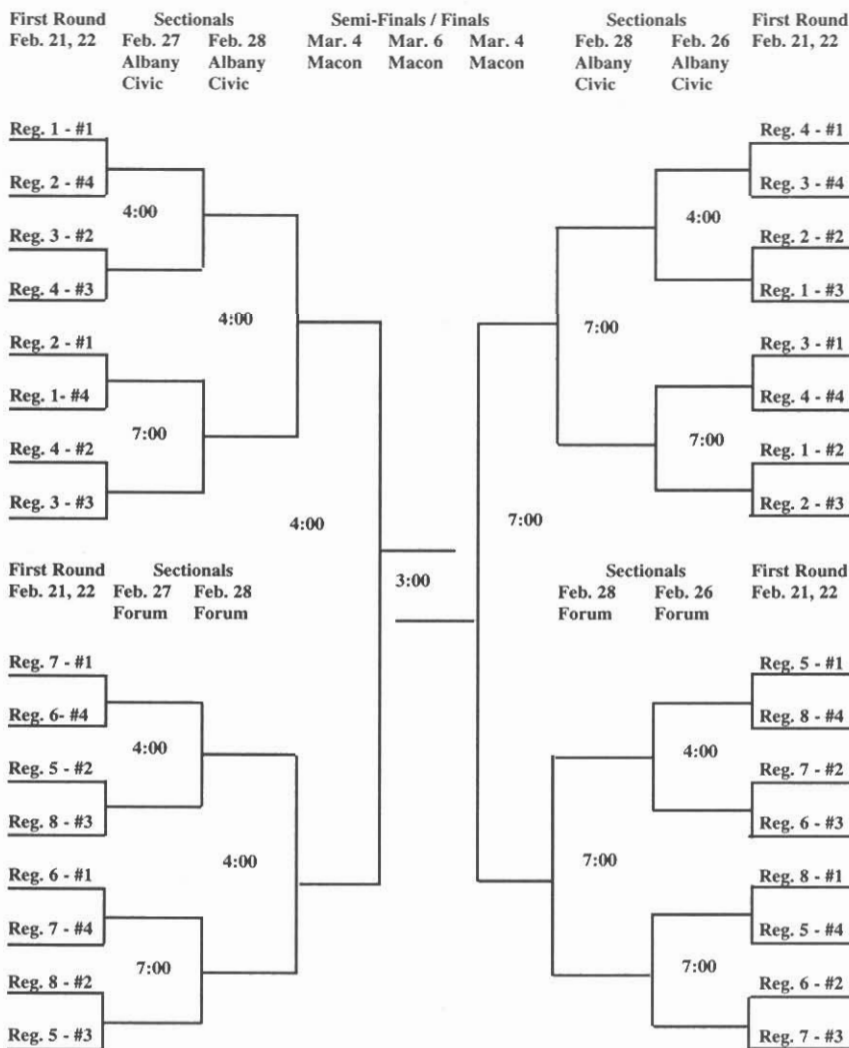 First Round Sectionals Semi-Finals / Finals Sectionals First Round
Feb. 21, 22 Feb. 27 Feb. 28 Mar. 4 Mar. 6 Mar. 4 Feb. 28 Feb. 26 Feb. 21, 22
Albany Albany Macon Macon Macon Albany Albany
Civic Civic Civic Civic
Reg. 1 - #1
Reg. 2 - #4
4:00
Reg. 3 - #2
Reg. 4 - #3
4:00
Reg. 2 - #1
Reg. 1- #4
7:00
Reg. 4 - #2
Reg. 3 - #3
4:00
Reg. 4 - #1
Reg. 3 - #4
4:00
Reg. 2 - #2
Reg. 1 - #3
7:00
Reg. 3 - #1
Reg. 4 - #4
7:00
Reg. 1 - #2
Reg. 2 - #3
7:00
3:00
First Round Sectionals
Feb. 21, 22 Feb. 27 Feb. 28
Forum Forum
Reg. 7 - #1
Reg. 6- #4
4:00
Reg. 5 - #2
Reg. 8 - #3
4:00
Reg. 6 - #1
Reg. 7 - #4
7:00
Reg. 8 - #2
Reg. 5 - #3
Sectionals First Round
Feb. 28 Feb. 26 Feb. 21, 22
Forum Forum
Reg. 5 - #1
Reg. 8 - #4
4:00
Reg. 7 - #2
Reg. 6 - #3
7:00
Reg. 8 - #1
Reg. 5 - #4
7:00
Reg. 6 - #2
Reg. 7 - #3